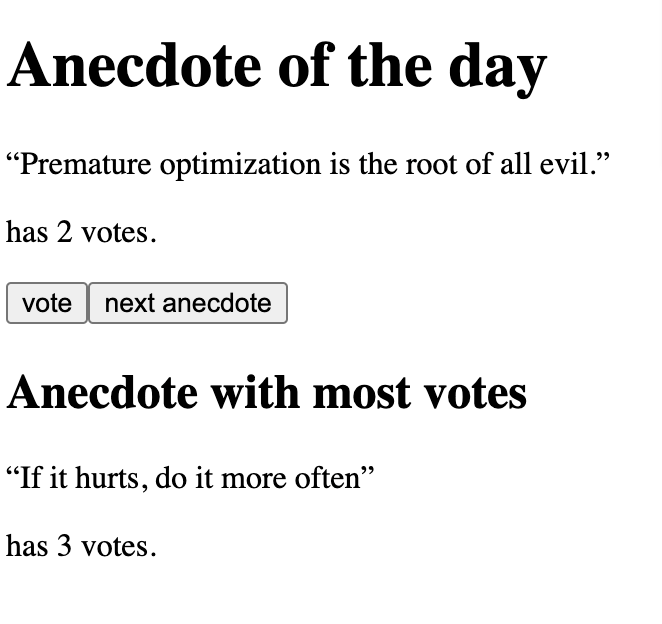 Anecdote of the day
“Premature optimization is the root of all evil.”
has 2 votes.
vote next anecdote
Anecdote with most votes
“If it hurts, do it more often”
has 3 votes.